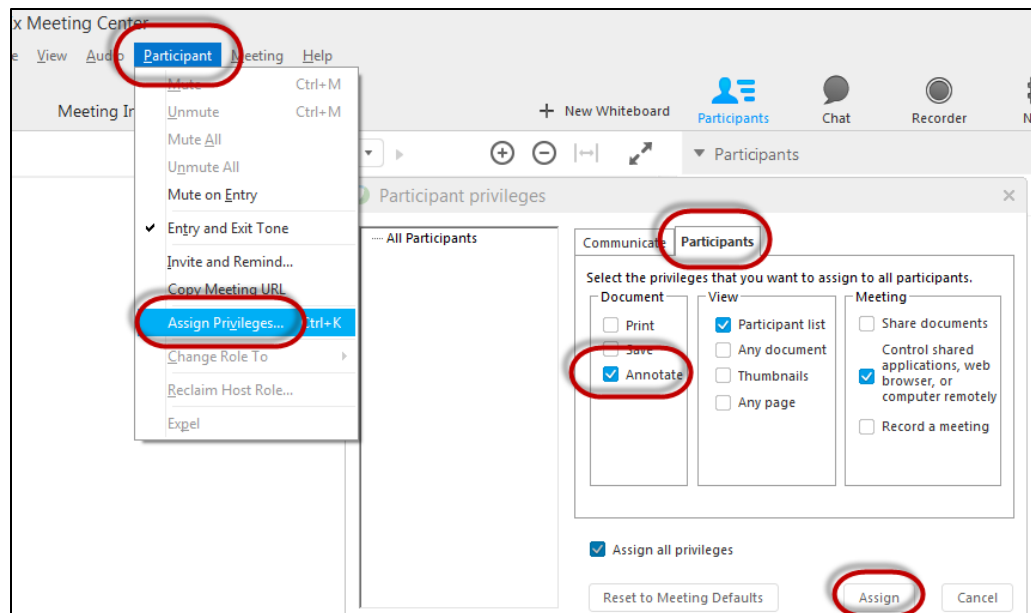 x Meeting Center
e View Audio Participant Meeting Help
Meeting In
New Whiteboard
Participants
Chat
Recorder
N
Mute Ctrl+M
Unmute Ctrl+M
Mute All
Unmute All
Mute on Entry
Entry and Exit Tone
Invite and Remind...
Copy Meeting URL
Assign Privileges... Ctrl+K
Change Role To
Reclaim Host Role...
Expel
Participants
Participant privileges
All Participants
Communicate Participants
Select the privileges that you want to assign to all participants.
Document
Print
Save
Annotate
View
Participant list
Any document
Thumbnails
Any page
Meeting
Share documents
Control shared
applications, web
browser, or
computer remotely
Record a meeting
Assign all privileges
Reset to Meeting Defaults Assign Cancel